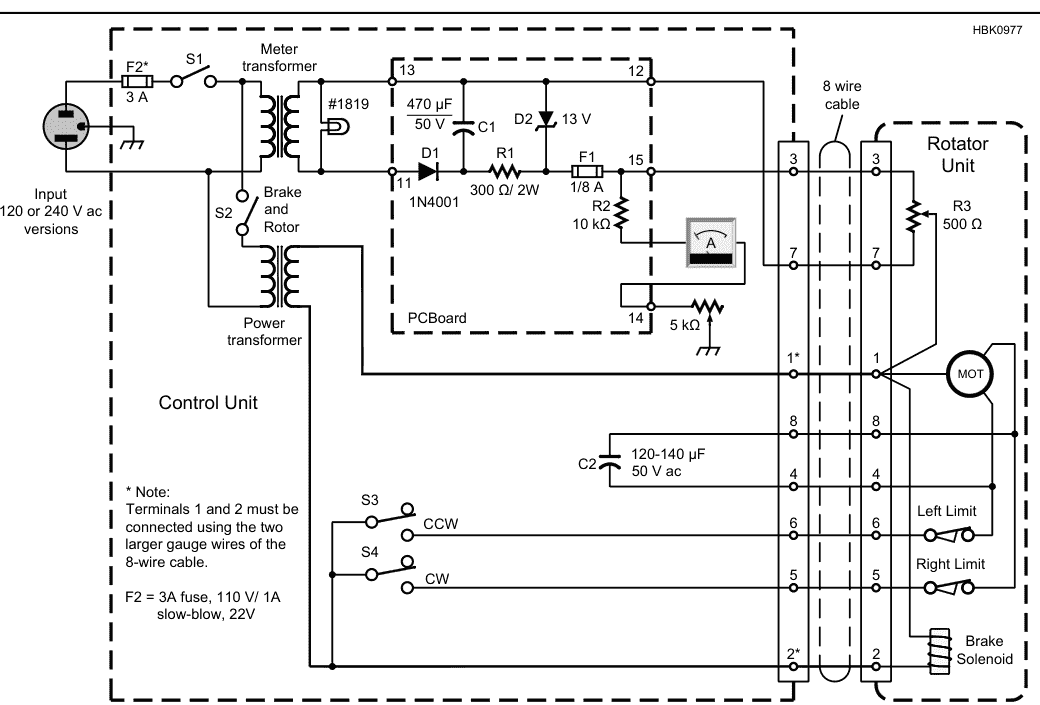 HBK0977
F2*
3 A
S1
Meter
transformer
#1819
13
12
470 µF
50 V
C1
D2
13 V
D1
1N4001
11
R1
300 Ω/ 2W
F1
1/8 A
15
R2
10 kΩ
A
14
5 kΩ
PCBoard
Input
120 or 240 V ac
versions
S2
Brake
and
Rotor
Power
transformer
Control Unit
8 wire
cable
Rotator
Unit
3
3
R3
500 Ω
7
7
1*
1
MOT
8
8
C2
120-140 µF
50 V ac
4
4
S3
CCW
6
6
Left Limit
S4
CW
5
5
Right Limit
2*
2
Brake
Solenoid
* Note:
Terminals 1 and 2 must be
connected using the two
larger gauge wires of the
8-wire cable.
F2 = 3A fuse, 110 V/ 1A
slow-blow, 22V